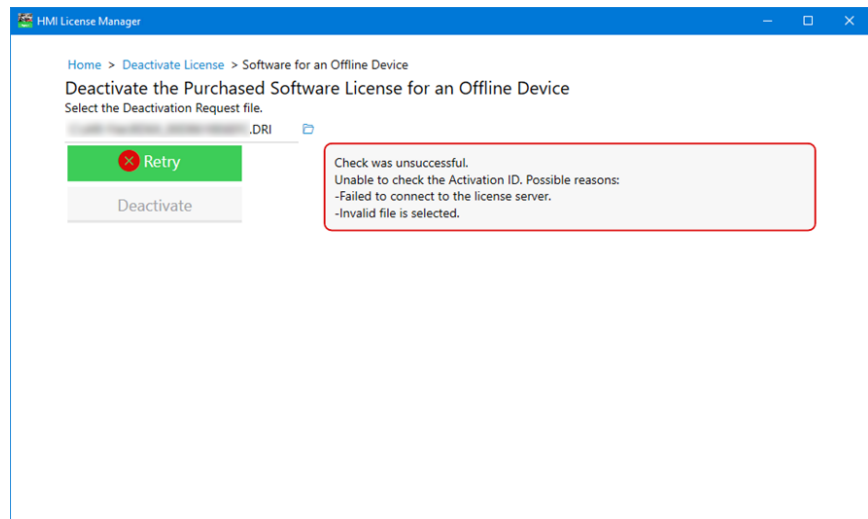 HMI License Manager
Home > Deactivate License > Software for an Offline Device
Deactivate the Purchased Software License for an Offline Device
Select the Deactivation Request file.
.DRI
Retry
Deactivate
Check was unsuccessful.
Unable to check the Activation ID. Possible reasons:
-Failed to connect to the license server.
-Invalid file is selected.